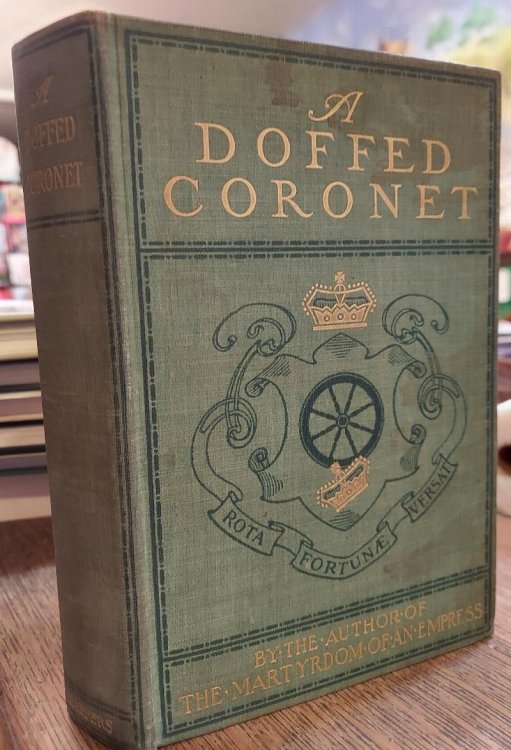 A
DOFFED
CORONET
A
DOFFED
CORONET
ROTA
FORTUNÆ
VERSAT
BY·THE·AUTHOR·OF
THE·MARTYRDOM·OF·AN·EMPRESS